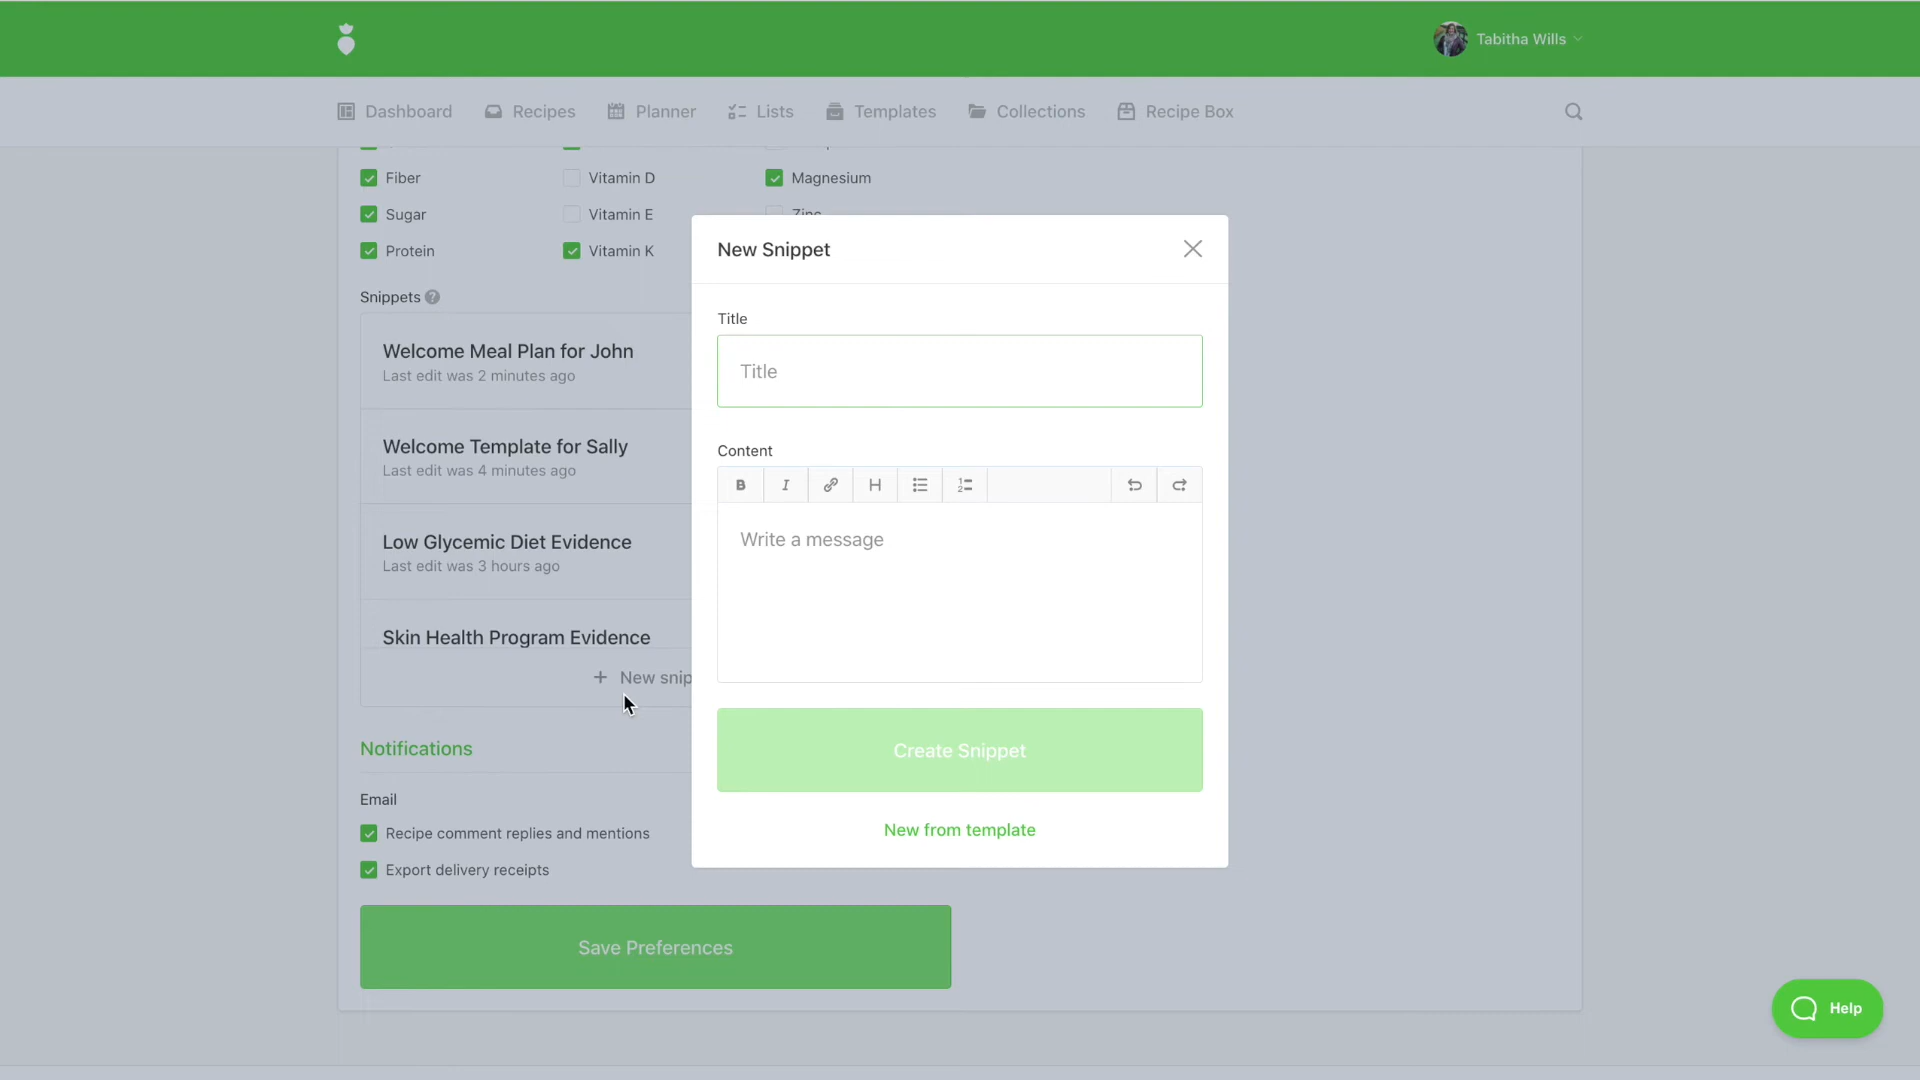 Tabitha Wills
Dashboard
Recipes
Planner
Lists
Templates
Collections
Recipe Box
Fiber
Vitamin D
Magnesium
Sugar
Vitamin E
Zinc
Protein
Vitamin K
Snippets
Welcome Meal Plan for John
Last edit was 2 minutes ago
Welcome Template for Sally
Last edit was 4 minutes ago
Low Glycemic Diet Evidence
Last edit was 3 hours ago
Skin Health Program Evidence
+ New snip
Notifications
Email
Recipe comment replies and mentions
Export delivery receipts
Save Preferences
New Snippet
Title
Title
Content
B I H
Write a message
Create Snippet
New from template
Help